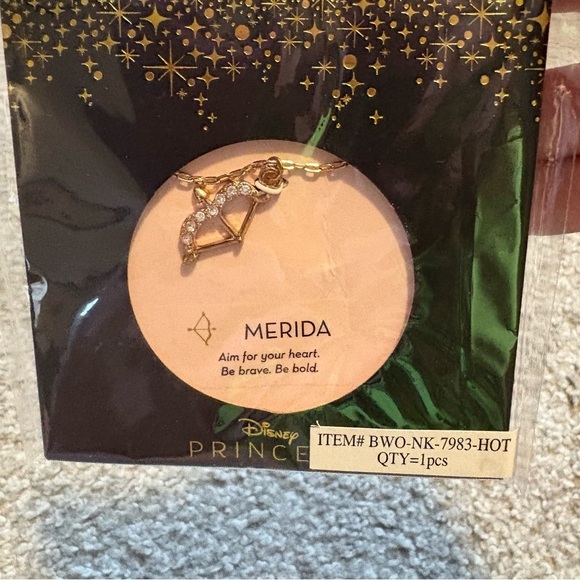 MERIDA
Aim for your heart.
Be brave. Be bold.
Disney
PRINCE
ITEM# BWO-NK-7983-HOT
QTY=1pcs